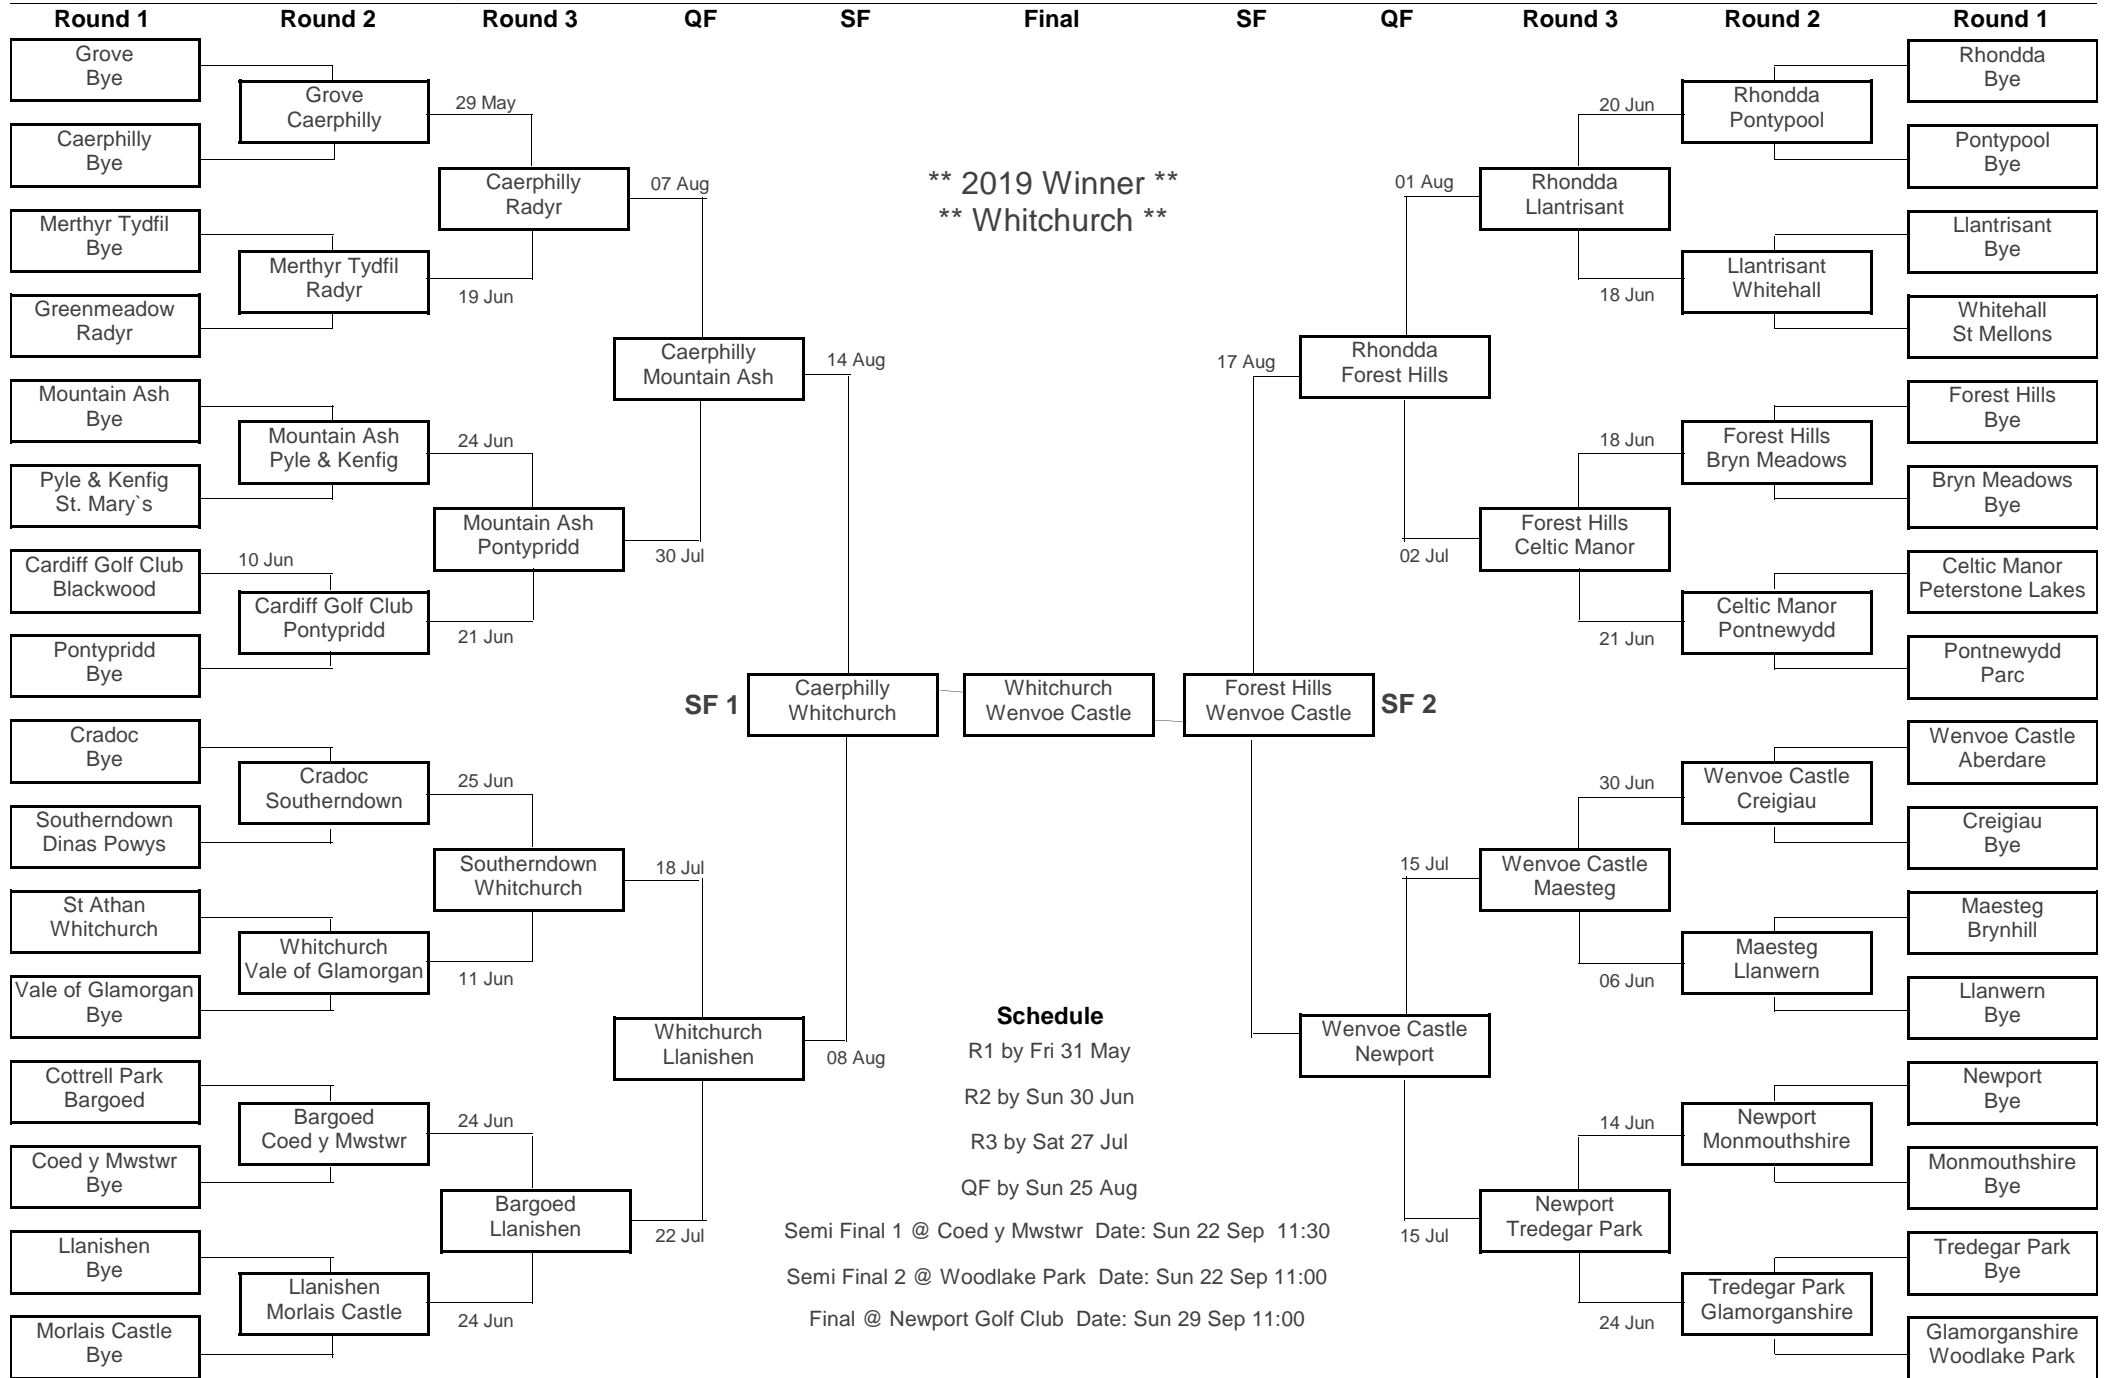 Round 1
Round 2
Round 3
QF
SF
Final
SF
QF
Round 3
Round 2
Round 1
Grove
Bye
Caerphilly
Bye
Merthyr Tydfil
Bye
Greenmeadow
Radyr
Mountain Ash
Bye
Pyle & Kenfig
St. Mary`s
Cardiff Golf Club
Blackwood
Pontypridd
Bye
Cradoc
Bye
Southerndown
Dinas Powys
St Athan
Whitchurch
Vale of Glamorgan
Bye
Cottrell Park
Bargoed
Coed y Mwstwr
Bye
Llanishen
Bye
Morlais Castle
Bye
Grove
Caerphilly
Merthyr Tydfil
Radyr
Mountain Ash
Pyle & Kenfig
10 Jun
Cardiff Golf Club
Pontypridd
Cradoc
Southerndown
Whitchurch
Vale of Glamorgan
Bargoed
Coed y Mwstwr
Llanishen
Morlais Castle
29 May
Caerphilly
Radyr
19 Jun
24 Jun
Mountain Ash
Pontypridd
21 Jun
25 Jun
Southerndown
Whitchurch
11 Jun
24 Jun
Bargoed
Llanishen
24 Jun
07 Aug
Caerphilly
Mountain Ash
30 Jul
18 Jul
Whitchurch
Llanishen
22 Jul
14 Aug
SF 1
Caerphilly
Whitchurch
08 Aug
** 2019 Winner **
** Whitchurch **
Whitchurch
Wenvoe Castle
Schedule
R1 by Fri 31 May
R2 by Sun 30 Jun
R3 by Sat 27 Jul
QF by Sun 25 Aug
Semi Final 1 @ Coed y Mwstwr  Date: Sun 22 Sep  11:30
Semi Final 2 @ Woodlake Park  Date: Sun 22 Sep 11:00
Final @ Newport Golf Club  Date: Sun 29 Sep 11:00
17 Aug
Forest Hills
Wenvoe Castle
SF 2
01 Aug
Rhondda
Forest Hills
02 Jul
15 Jul
Wenvoe Castle
Newport
15 Jul
20 Jun
Rhondda
Llantrisant
18 Jun
18 Jun
Forest Hills
Celtic Manor
21 Jun
30 Jun
Wenvoe Castle
Maesteg
06 Jun
14 Jun
Newport
Tredegar Park
24 Jun
Rhondda
Pontypool
Llantrisant
Whitehall
Forest Hills
Bryn Meadows
Celtic Manor
Pontnewydd
Wenvoe Castle
Creigiau
Maesteg
Llanwern
Newport
Monmouthshire
Tredegar Park
Glamorganshire
Rhondda
Bye
Pontypool
Bye
Llantrisant
Bye
Whitehall
St Mellons
Forest Hills
Bye
Bryn Meadows
Bye
Celtic Manor
Peterstone Lakes
Pontnewydd
Parc
Wenvoe Castle
Aberdare
Creigiau
Bye
Maesteg
Brynhill
Llanwern
Bye
Newport
Bye
Monmouthshire
Bye
Tredegar Park
Bye
Glamorganshire
Woodlake Park